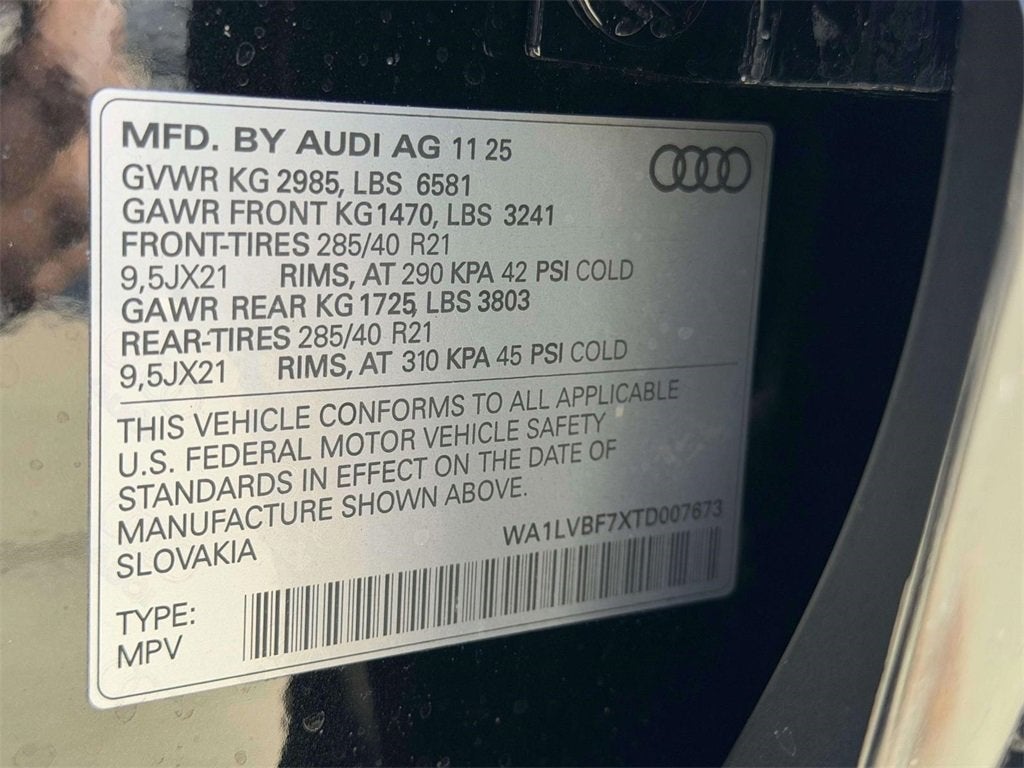 MFD. BY AUDI AG 11 25
GVWR KG 2985, LBS 6581
GAWR FRONT KG1470, LBS 3241
FRONT-TIRES 285/40 R21
9,5JX21 RIMS, AT 290 KPA 42 PSI COLD
GAWR REAR KG 1725, LBS 3803
REAR-TIRES 285/40 R21
9,5JX21 RIMS, AT 310 KPA 45 PSI COLD
THIS VEHICLE CONFORMS TO ALL APPLICABLE
U.S. FEDERAL MOTOR VEHICLE SAFETY
STANDARDS IN EFFECT ON THE DATE OF
MANUFACTURE SHOWN ABOVE.
SLOVAKIA
WA1LVBF7XTD007673
TYPE:
MPV